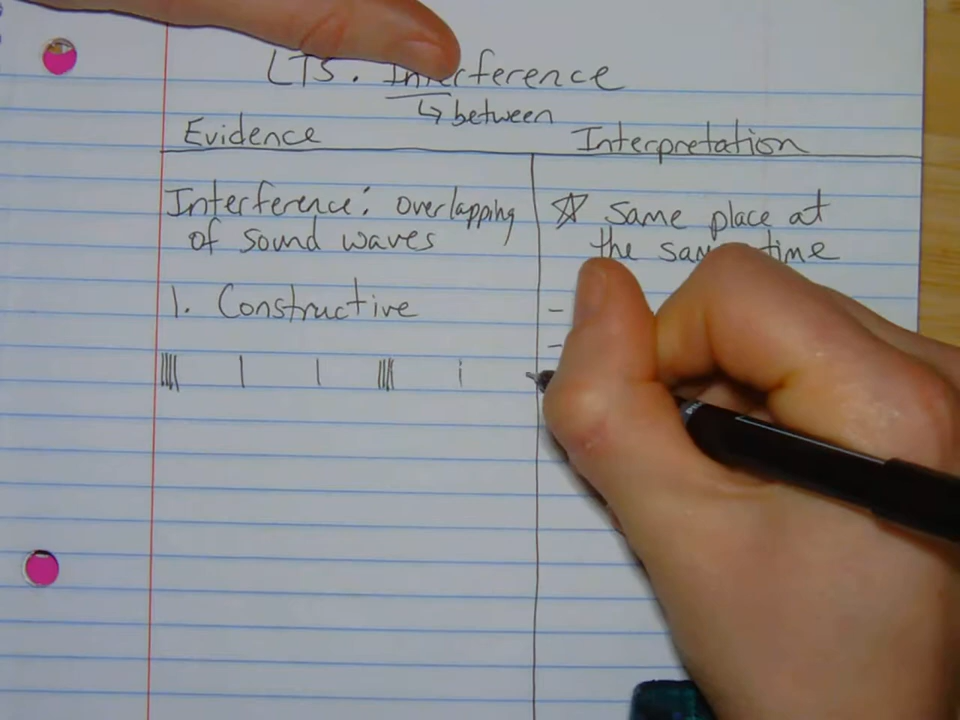 LTS. Interference
↳ between
Evidence
Interpretation
Interference: overlapping
of sound waves
☆ same place at
the same time
1. Constructive
-
-